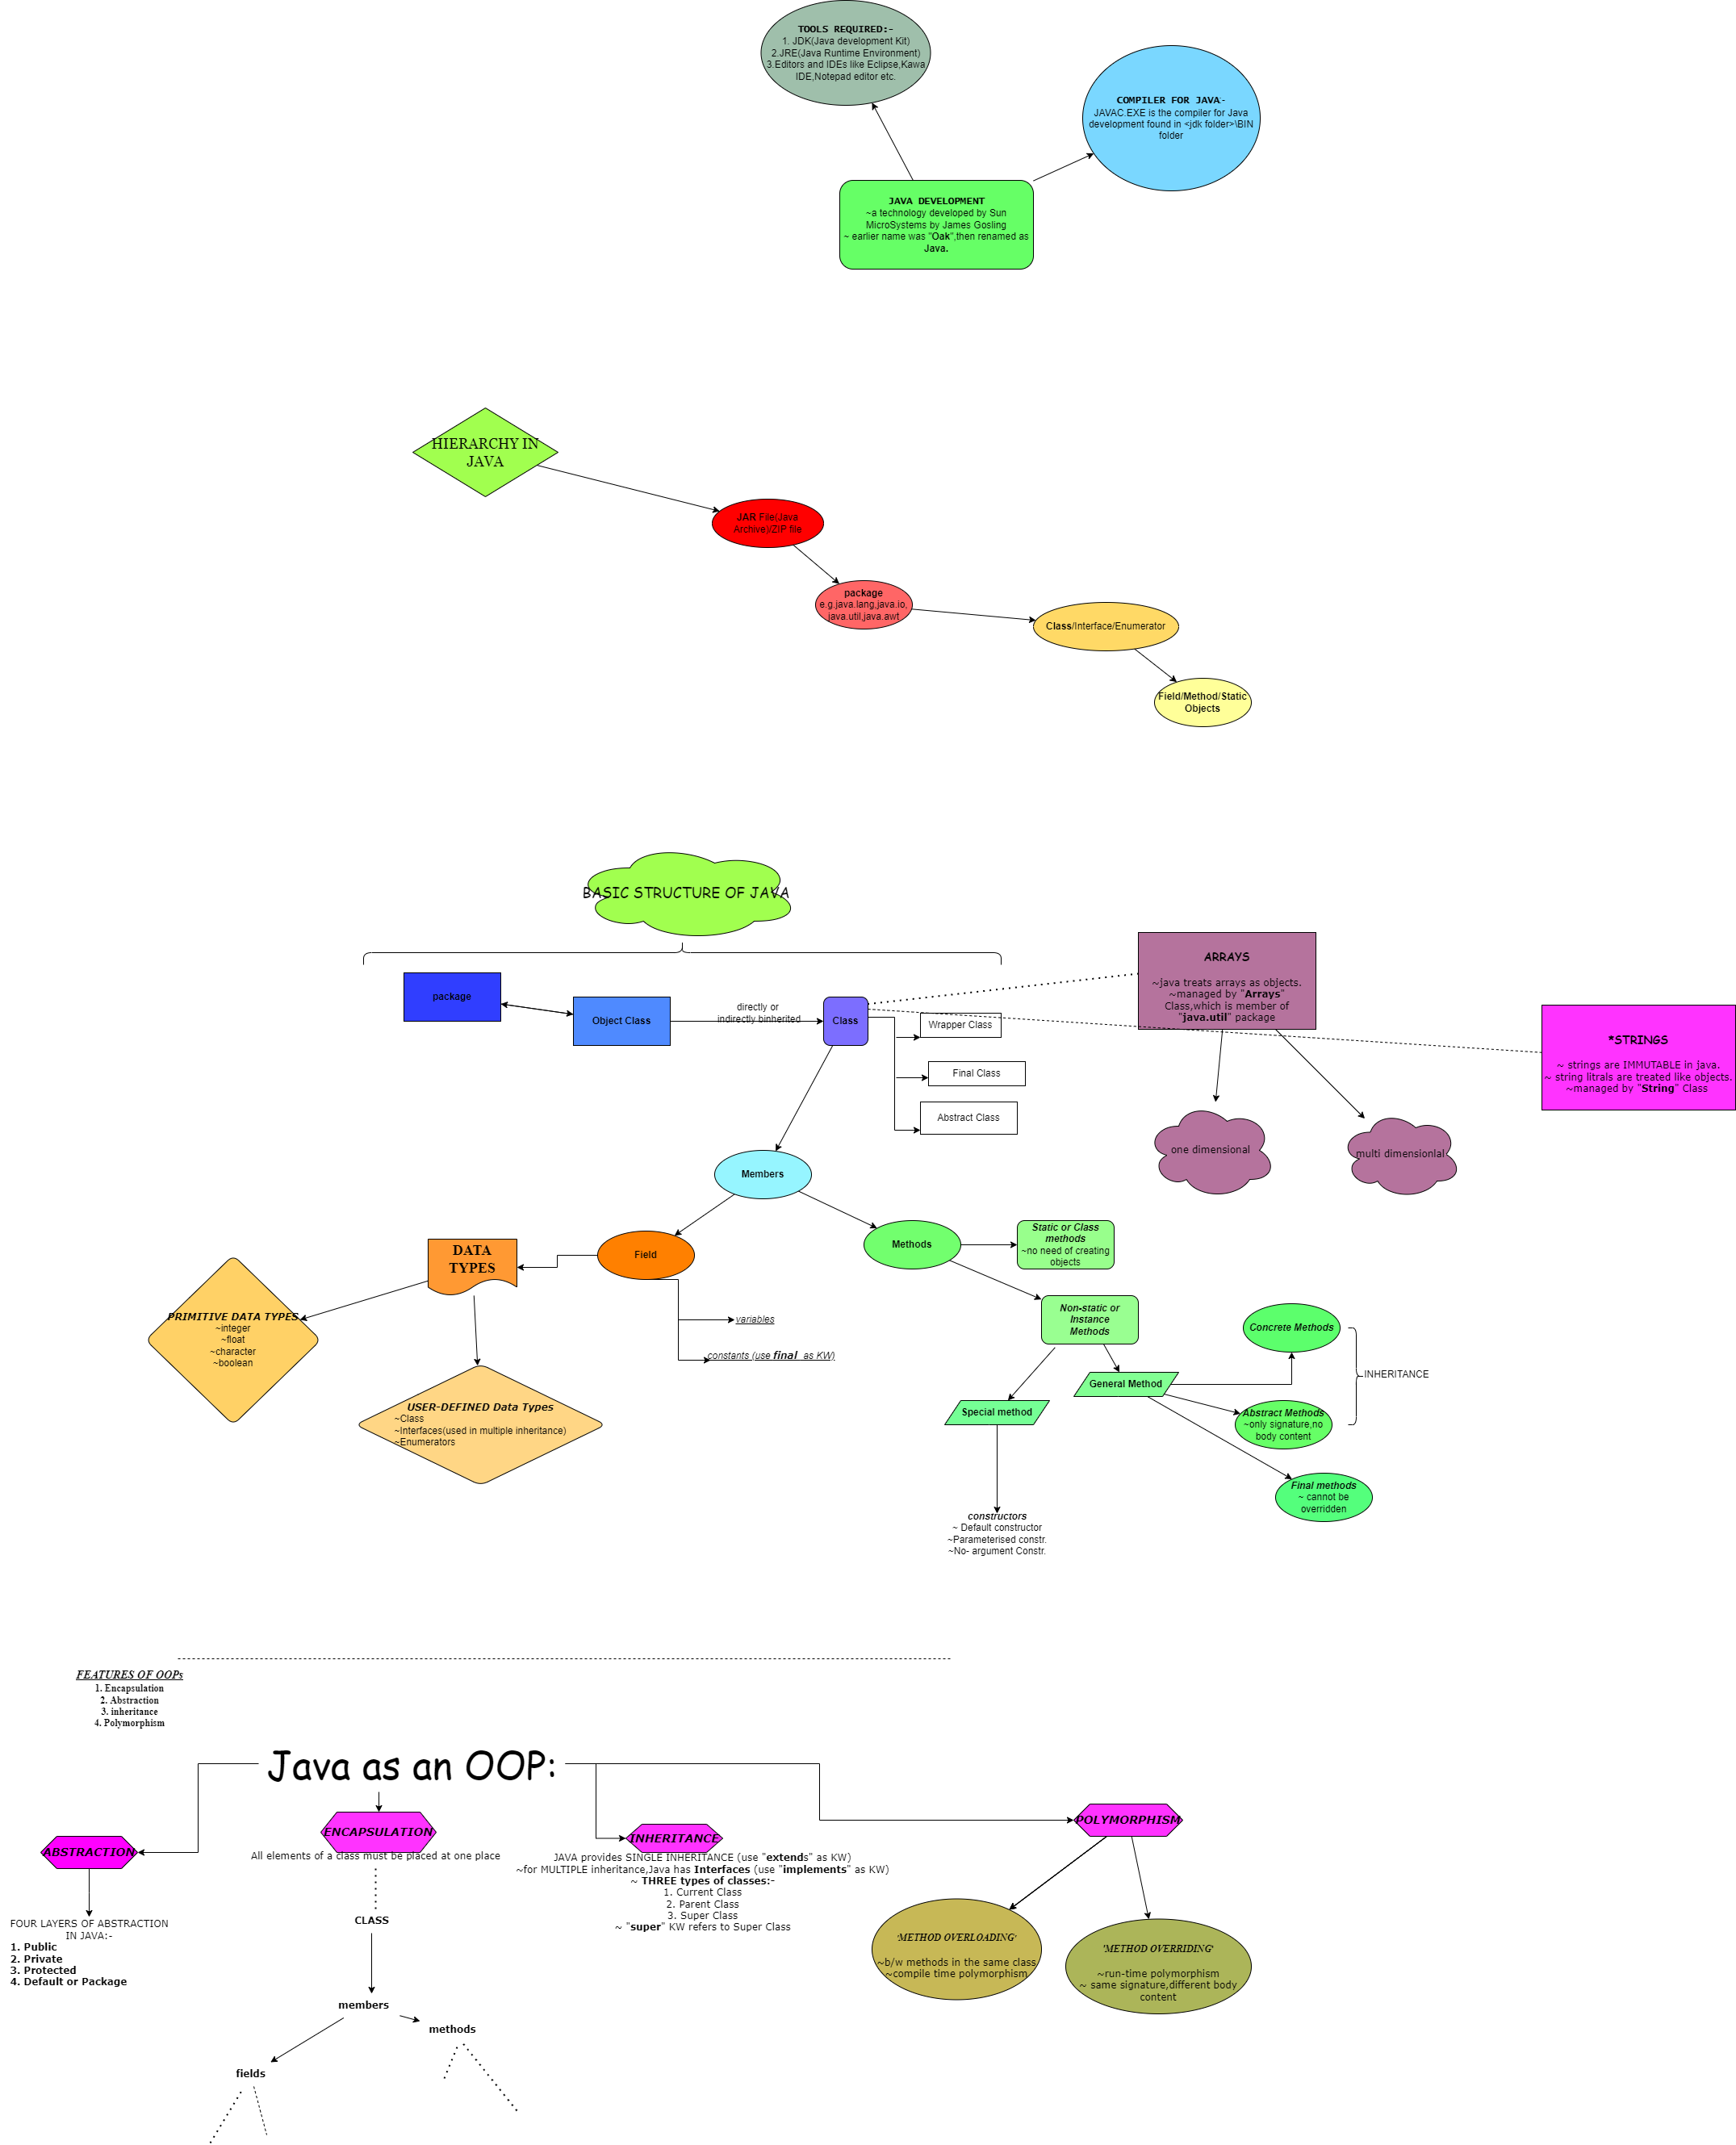 TOOLS REQUIRED:-
1. JDK(Java development Kit)
2.JRE(Java Runtime Environment)
3.Editors and IDEs like Eclipse,Kawa
IDE,Notepad editor etc.
COMPILER FOR JAVA:-
JAVAC.EXE is the compiler for Java
development found in <jdk folder>\BIN
folder
JAVA DEVELOPMENT
~a technology developed by Sun
MicroSystems by James Gosling
~ earlier name was "Oak",then renamed as
Java.
HIERARCHY IN
JAVA
JAR File(Java
Archive)/ZIP file
package
e.g.java.lang,java.io,
java.util,java.awt
Class/Interface/Enumerator
Field/Method/Static
Objects
BASIC STRUCTURE OF JAVA
package
Object Class
directly or
indirectly binherited
Class
Wrapper Class
Final Class
Abstract Class
ARRAYS
~java treats arrays as objects.
~managed by "Arrays"
Class,which is member of
"java.util" package
*STRINGS
~ strings are IMMUTABLE in java.
~ string litrals are treated like objects.
~managed by "String" Class
one dimensional
multi dimensionlal
Members
Field
Methods
Static or Class
methods
~no need of creating
objects
DATA
TYPES
PRIMITIVE DATA TYPES
~integer
~float
~character
~boolean
variables
constants (use final  as KW)
USER-DEFINED Data Types
~Class
~Interfaces(used in multiple inheritance)
~Enumerators
Non-static or
Instance
Methods
Concrete Methods
INHERITANCE
General Method
Special method
Abstract Methods
~only signature,no
body content
Final methods
~ cannot be
overridden
constructors
~ Default constructor
~Parameterised constr.
~No- argument Constr.
FEATURES OF OOPs
1. Encapsulation
2. Abstraction
3. inheritance
4. Polymorphism
Java as an OOP:
ABSTRACTION
FOUR LAYERS OF ABSTRACTION
IN JAVA:-
1. Public
2. Private
3. Protected
4. Default or Package
ENCAPSULATION
All elements of a class must be placed at one place
CLASS
members
methods
fields
INHERITANCE
JAVA provides SINGLE INHERITANCE (use "extends" as KW)
~for MULTIPLE inheritance,Java has Interfaces (use "implements" as KW)
~ THREE types of classes:-
1. Current Class
2. Parent Class
3. Super Class
~ "super" KW refers to Super Class
POLYMORPHISM
'METHOD OVERLOADING'
~b/w methods in the same class
~compile time polymorphism
'METHOD OVERRIDING'
~run-time polymorphism
~ same signature,different body
content